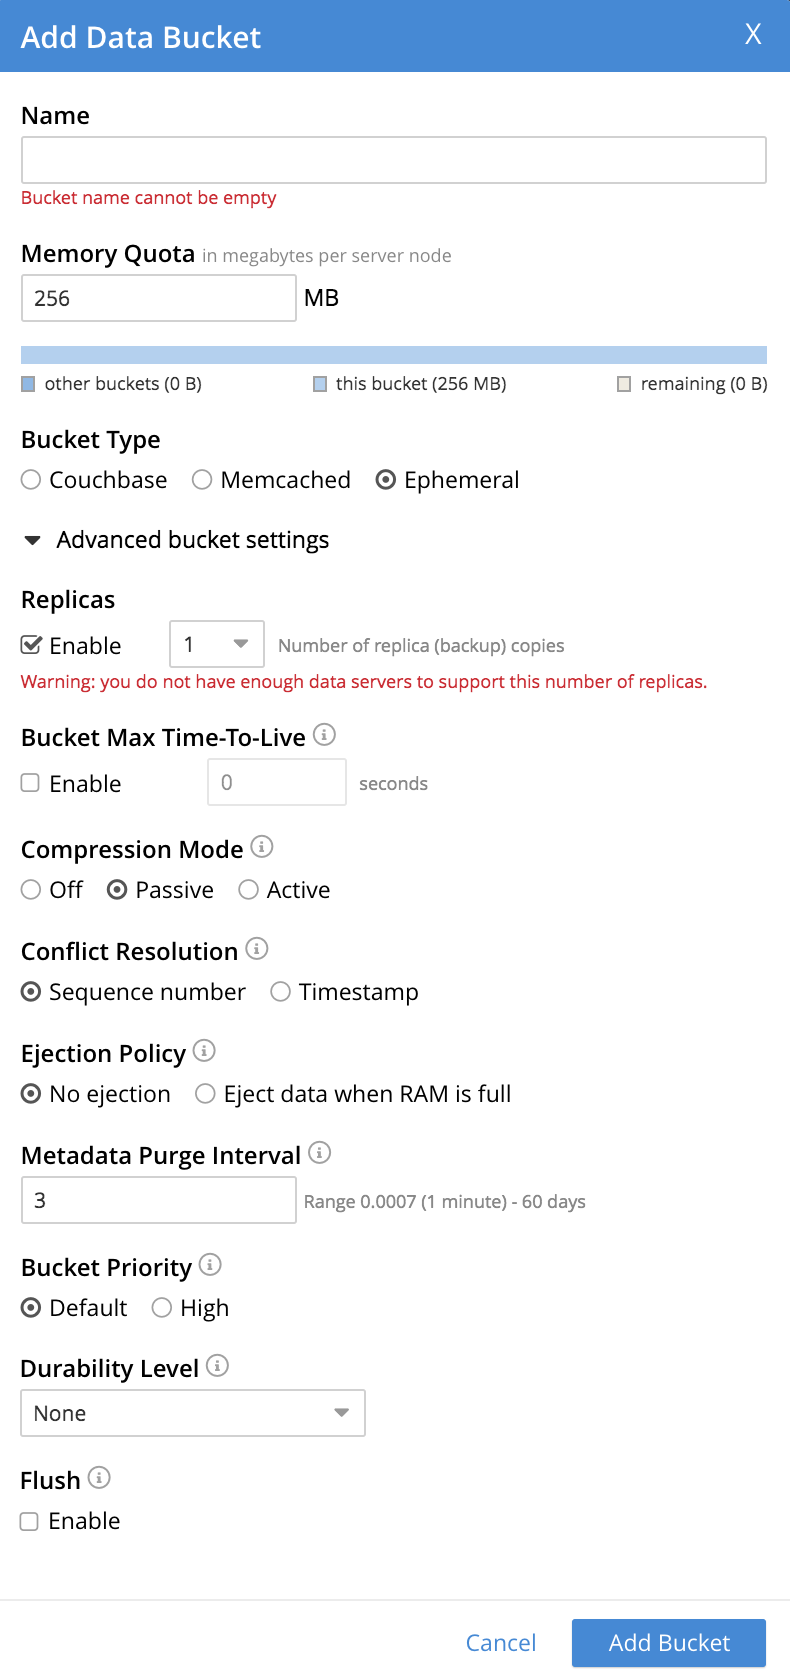 Add Data Bucket X
Name
Bucket name cannot be empty
Memory Quota in megabytes per server node
256 MB
other buckets (0 B) this bucket (256 MB) remaining (0 B)
Bucket Type
Couchbase Memcached Ephemeral
Advanced bucket settings
Replicas
Enable 1 Number of replica (backup) copies
Warning: you do not have enough data servers to support this number of replicas.
Bucket Max Time-To-Live
Enable 0 seconds
Compression Mode
Off Passive Active
Conflict Resolution
Sequence number Timestamp
Ejection Policy
No ejection Eject data when RAM is full
Metadata Purge Interval
3 Range 0.0007 (1 minute) - 60 days
Bucket Priority
Default High
Durability Level
None
Flush
Enable
Cancel Add Bucket